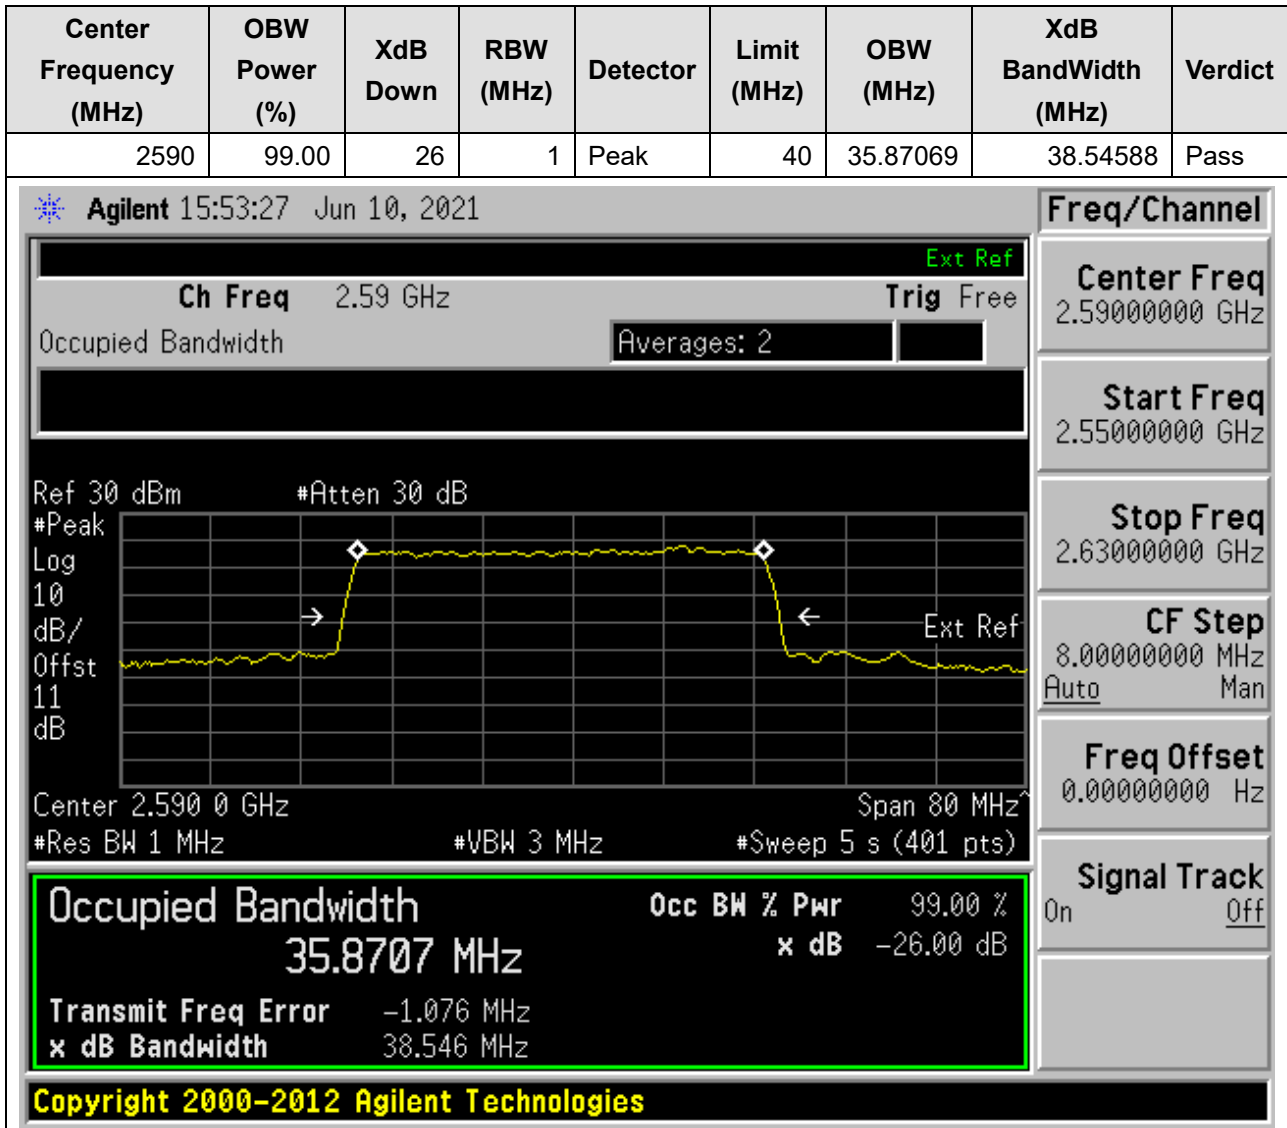 Center Frequency (MHz) OBW Power (%) XdB Down RBW (MHz) Detector Limit (MHz) OBW (MHz) XdB BandWidth (MHz) Verdict
2590 99.00 26 1 Peak 40 35.87069 38.54588 Pass
Agilent 15:53:27 Jun 10, 2021
Freq/Channel
Ext Ref
Ch Freq 2.59 GHz Trig Free
Occupied Bandwidth Averages: 2
Center Freq
2.59000000 GHz
Start Freq
2.55000000 GHz
Stop Freq
2.63000000 GHz
CF Step
8.00000000 MHz
Auto Man
Freq Offset
0.00000000 Hz
Signal Track
On Off
Ref 30 dBm #Atten 30 dB
#Peak
Log
10
dB/
Offst
11
dB
Ext Ref
Center 2.590 0 GHz Span 80 MHz^
#Res BW 1 MHz #VBW 3 MHz #Sweep 5 s (401 pts)
Occupied Bandwidth Occ BW % Pwr 99.00 %
35.8707 MHz x dB -26.00 dB
Transmit Freq Error -1.076 MHz
x dB Bandwidth 38.546 MHz
Copyright 2000-2012 Agilent Technologies